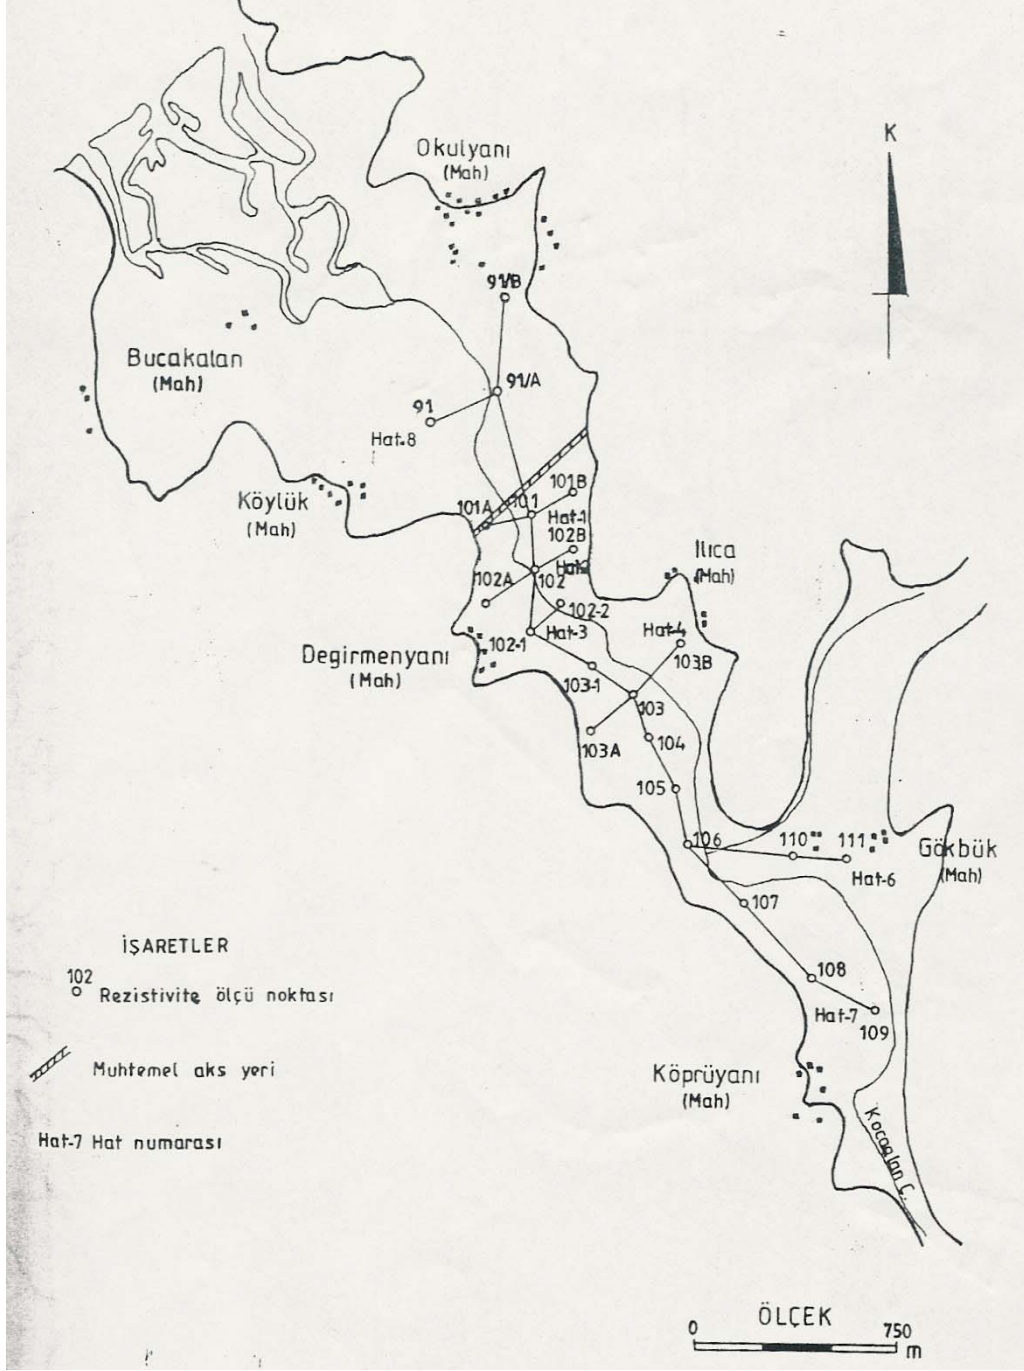 K
Okulyanı
(Mah)
91/B
91/A
91
Hat-8
Bucakalan
(Mah)
Köylük
(Mah)
101A
101
101B
Hat-1
102B
102
102A
102-2
Hat-3
102-1
Ilıca
(Mah)
Hat-4
103B
Degirmenyanı
(Mah)
103-1
103
103A
104
105
106
110
111
Hat-6
Gökbük
(Mah)
107
108
Hat-7
109
Köprüyanı
(Mah)
Kocaalan Ç.
İŞARETLER
102
Rezistivite ölçü noktası
Muhtemel aks yeri
Hat-7 Hat numarası
ÖLÇEK
0 750
m